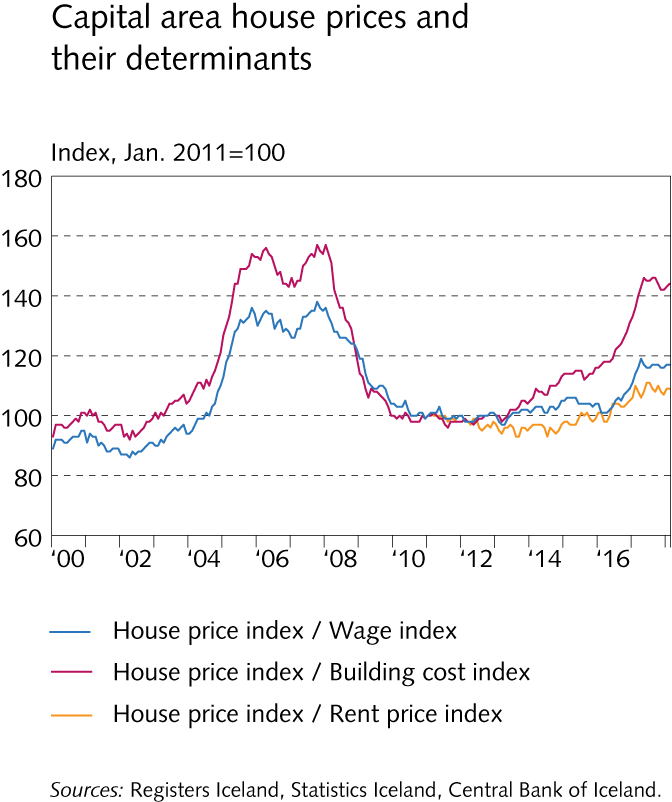 Capital area house prices and
their determinants
Index, Jan. 2011=100
180
160
140
120
100
80
60
‘00 ‘02 ‘04 ‘06 ‘08 ‘10 ‘12 ‘14 ‘16
House price index / Wage index
House price index / Building cost index
House price index / Rent price index
Sources: Registers Iceland, Statistics Iceland, Central Bank of Iceland.